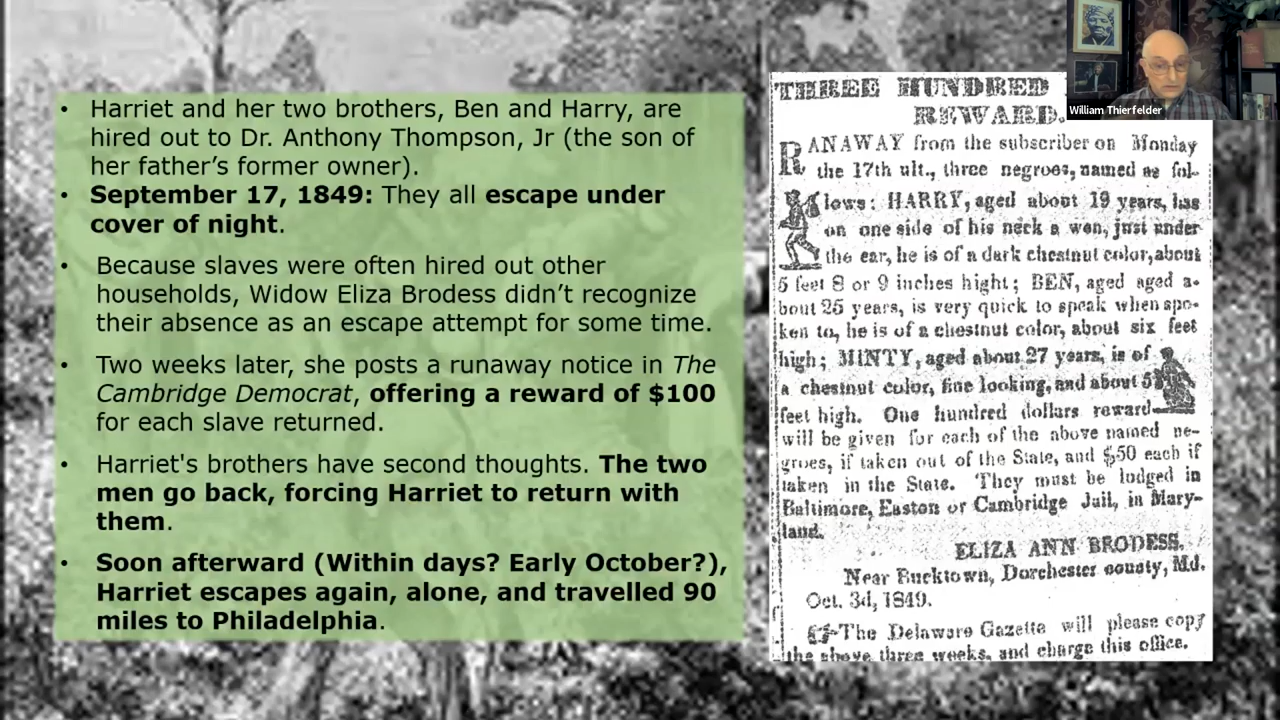 • Harriet and her two brothers, Ben and Harry, are
hired out to Dr. Anthony Thompson, Jr (the son of
her father's former owner).
• September 17, 1849: They all escape under
cover of night.
• Because slaves were often hired out other
households, Widow Eliza Brodess didn't recognize
their absence as an escape attempt for some time.
• Two weeks later, she posts a runaway notice in The
Cambridge Democrat, offering a reward of $100
for each slave returned.
• Harriet's brothers have second thoughts. The two
men go back, forcing Harriet to return with
them.
• Soon afterward (Within days? Early October?),
Harriet escapes again, alone, and travelled 90
miles to Philadelphia.
THREE HUNDRED
REWARD.
RANAWAY from the subscriber on Monday
the 17th ult., three negroes, named as fol-
lows: HARRY, aged about 19 years, has
on one side of his neck a wen, just under
the ear, he is of a dark chestnut color, about
5 feet 8 or 9 inches hight; BEN, aged aged a-
bout 25 years, is very quick to speak when spo-
ken to, he is of a chestnut color, about six feet
high; MINTY, aged about 27 years, is of
a chestnut color, fine looking, and about 5
feet high. One hundred dollars reward
will be given for each of the above named ne-
groes, if taken out of the State, and $50 each if
taken in the State. They must be lodged in
Baltimore, Easton or Cambridge Jail, in Mary-
land.
ELIZA ANN BRODESS,
Near Bucktown, Dorchester county, Md.
Oct. 3d, 1849.
The Delaware Gazette will please copy
the above three weeks, and charge this office.
William Thierfelder